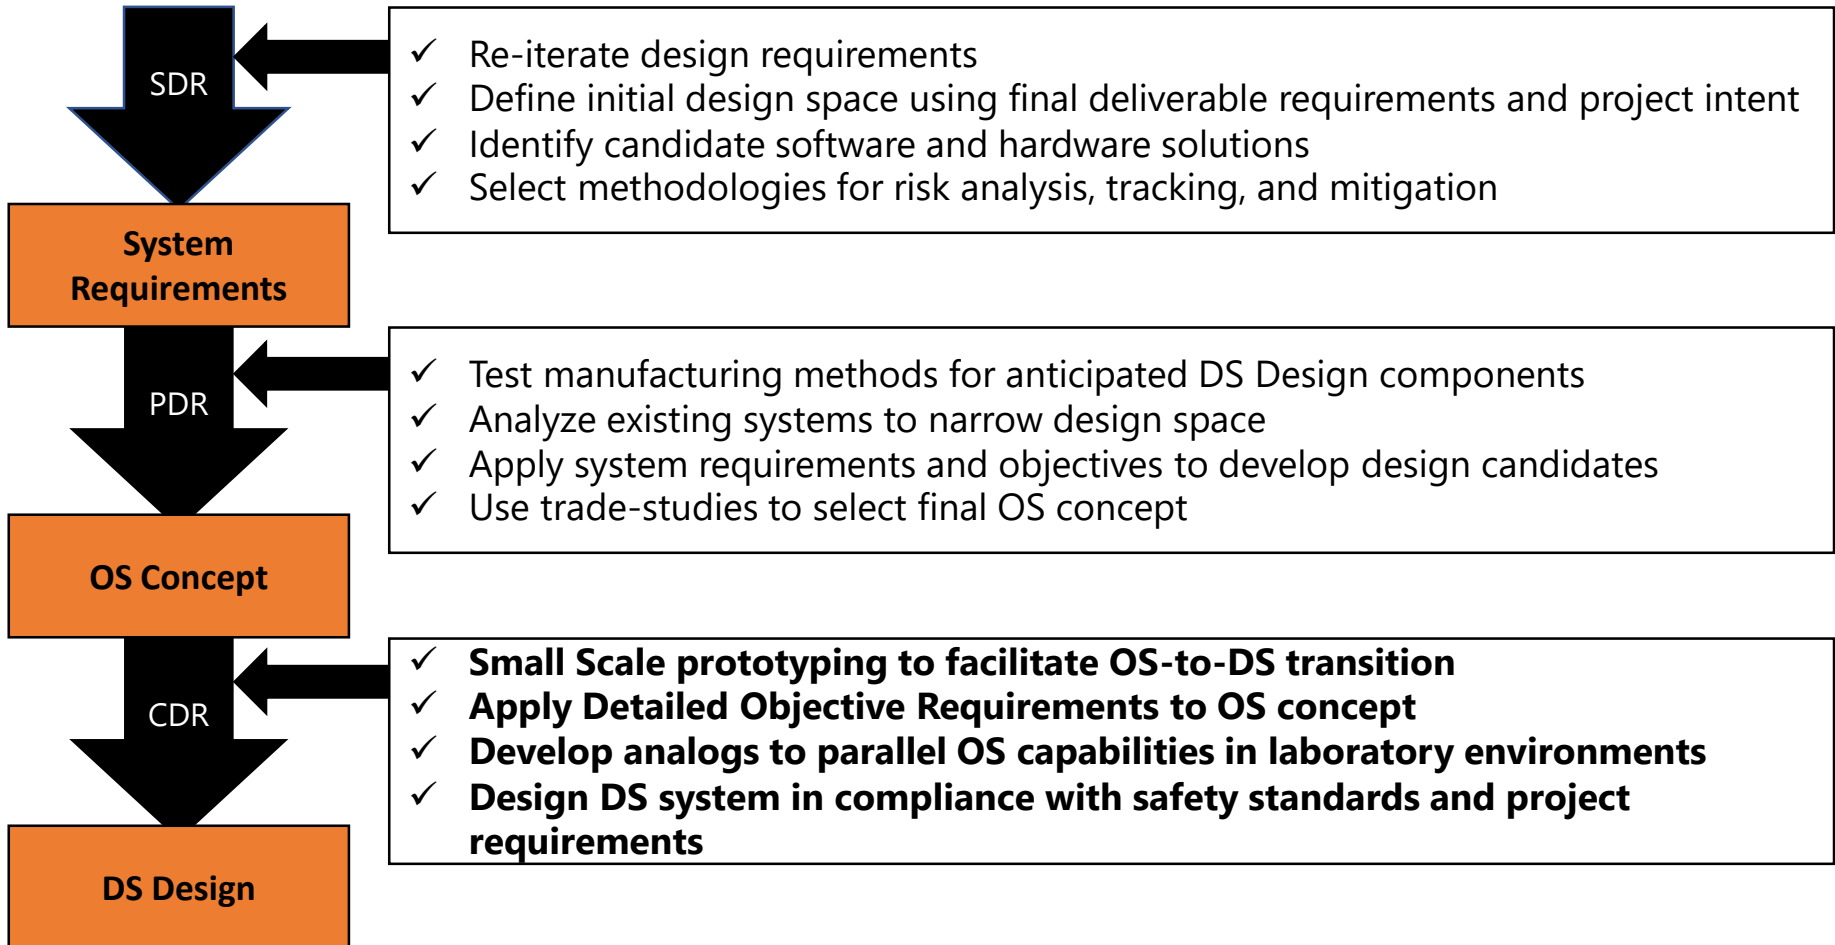 SDR
✓ Re-iterate design requirements
✓ Define initial design space using final deliverable requirements and project intent
✓ Identify candidate software and hardware solutions
✓ Select methodologies for risk analysis, tracking, and mitigation
System
Requirements
PDR
✓ Test manufacturing methods for anticipated DS Design components
✓ Analyze existing systems to narrow design space
✓ Apply system requirements and objectives to develop design candidates
✓ Use trade-studies to select final OS concept
OS Concept
CDR
✓ Small Scale prototyping to facilitate OS-to-DS transition
✓ Apply Detailed Objective Requirements to OS concept
✓ Develop analogs to parallel OS capabilities in laboratory environments
✓ Design DS system in compliance with safety standards and project
requirements
DS Design